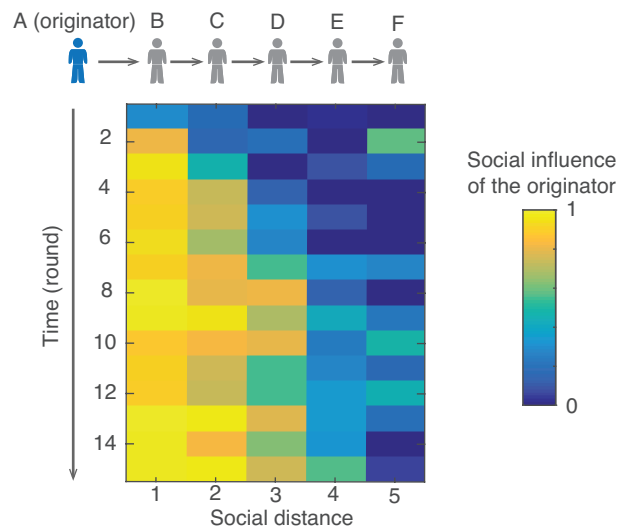 A (originator) B C D E F
2
4
6
8
10
12
14
Time (round)
1 2 3 4 5
Social distance
Social influence
of the originator
1
0